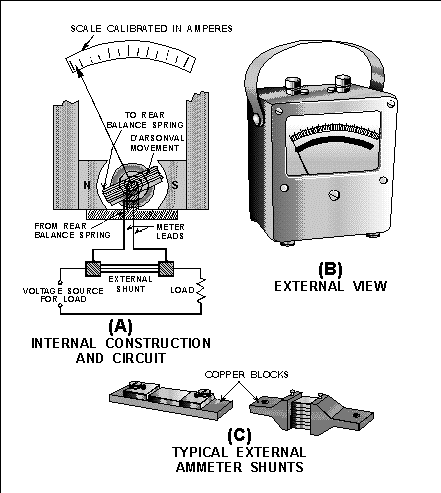 SCALE CALIBRATED IN AMPERES
TO REAR
BALANCE SPRING
D'ARSONVAL
MOVEMENT
N
S
FROM REAR
BALANCE SPRING
METER
LEADS
EXTERNAL
SHUNT
VOLTAGE SOURCE
FOR LOAD
LOAD
(A)
INTERNAL CONSTRUCTION
AND CIRCUIT
(B)
EXTERNAL VIEW
COPPER BLOCKS
(C)
TYPICAL EXTERNAL
AMMETER SHUNTS